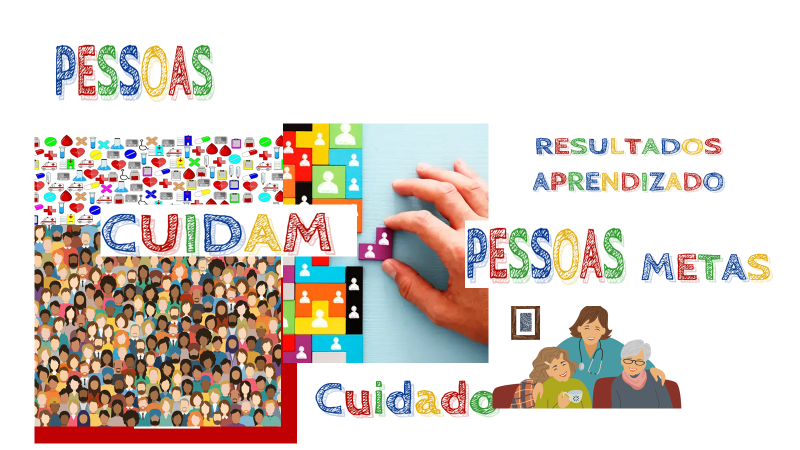 PESSOAS
CUIDAM
PESSOAS
RESULTADOS
APRENDIZADO
METAS
Cuidado